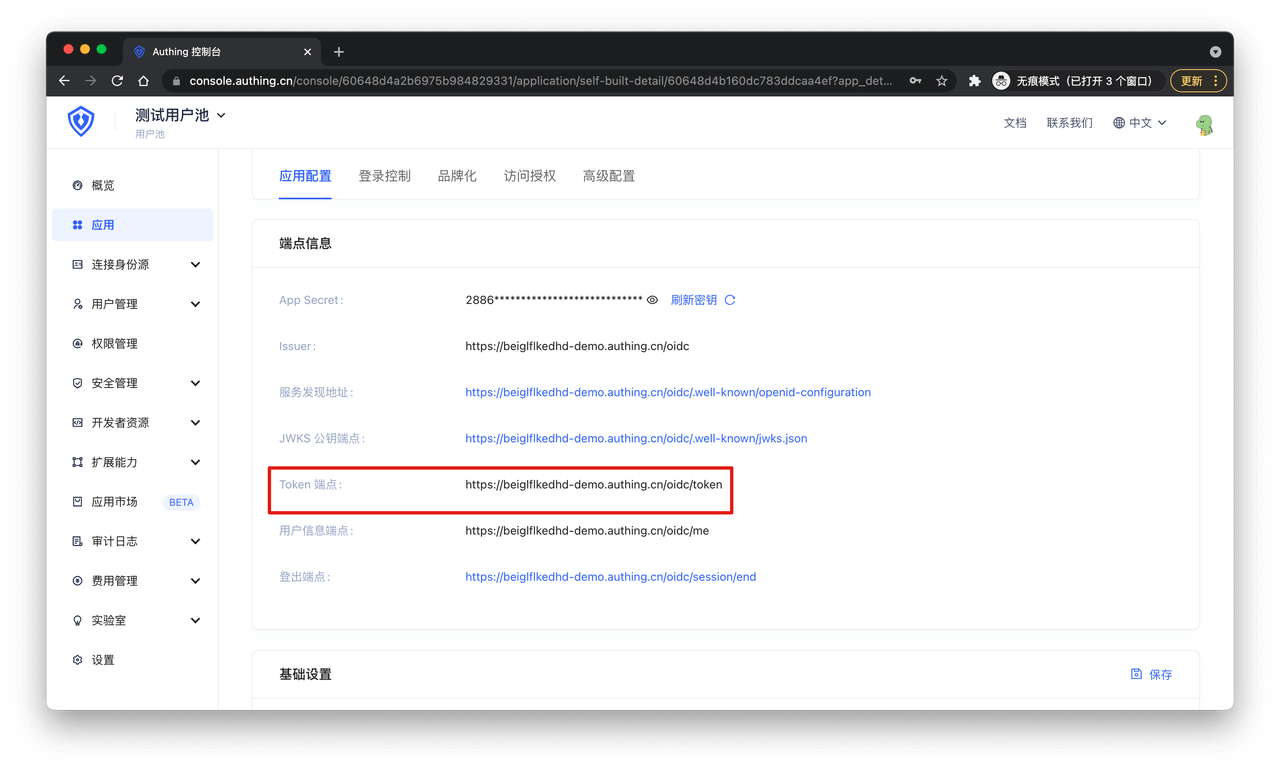 Authing 控制台
console.authing.cn/console/60648d4a2b6975b984829331/application/self-built-detail/60648d4b160dc783ddcaa4ef?app_det...
无痕模式（已打开 3 个窗口）
更新
测试用户池
用户池
文档
联系我们
中文
概览
应用
连接身份源
用户管理
权限管理
安全管理
开发者资源
扩展能力
应用市场 BETA
审计日志
费用管理
实验室
设置
应用配置 登录控制 品牌化 访问授权 高级配置
端点信息
App Secret: 2886**************************** 刷新密钥
Issuer: https://beiglflkedhd-demo.authing.cn/oidc
服务发现地址: https://beiglflkedhd-demo.authing.cn/oidc/.well-known/openid-configuration
JWKS 公钥端点: https://beiglflkedhd-demo.authing.cn/oidc/.well-known/jwks.json
Token 端点: https://beiglflkedhd-demo.authing.cn/oidc/token
用户信息端点: https://beiglflkedhd-demo.authing.cn/oidc/me
登出端点: https://beiglflkedhd-demo.authing.cn/oidc/session/end
基础设置
保存